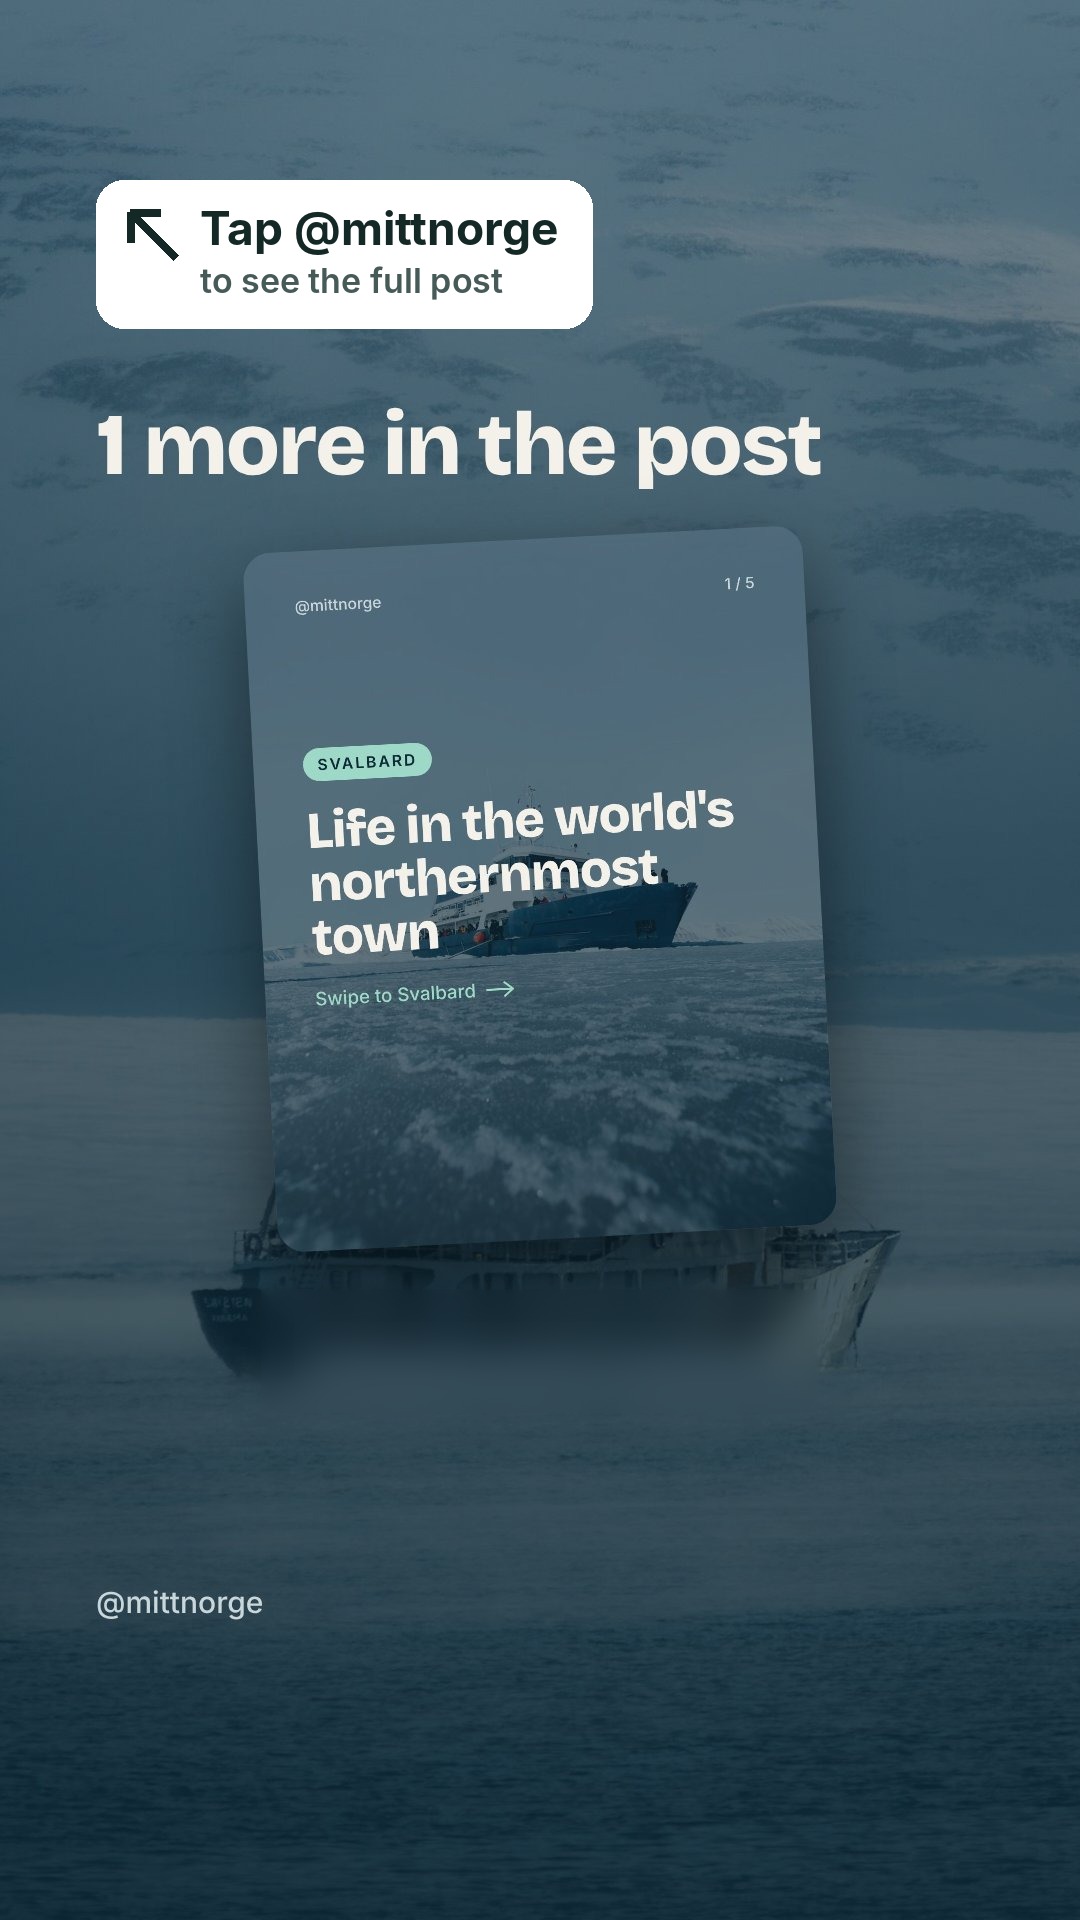 Tap @mittnorge
to see the full post
1 more in the post
@mittnorge
1 / 5
SVALBARD
Life in the world's
northernmost
town
Swipe to Svalbard
@mittnorge